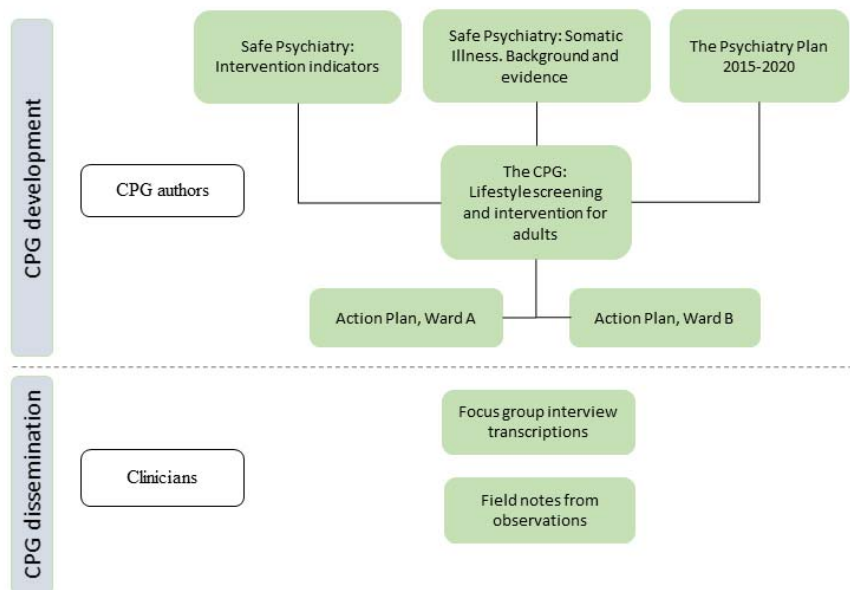 CPG development
Safe Psychiatry:
Intervention indicators
Safe Psychiatry: Somatic
Illness. Background and
evidence
The Psychiatry Plan
2015-2020
CPG authors
The CPG:
Lifestyle screening
and intervention for
adults
Action Plan, Ward A
Action Plan, Ward B
CPG dissemination
Focus group interview
transcriptions
Clinicians
Field notes from
observations